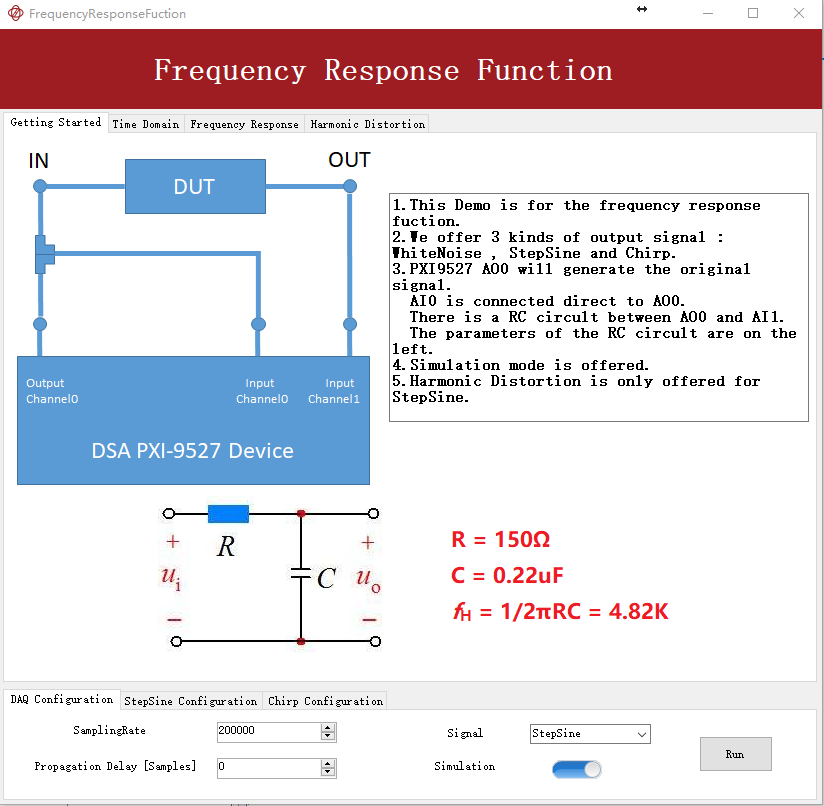 FrequencyResponseFuction
Frequency Response Function
Getting Started
Time Domain
Frequency Response
Harmonic Distortion
IN
DUT
OUT
1.This Demo is for the frequency response
fuction.
2.We offer 3 kinds of output signal :
WhiteNoise , StepSine and Chirp.
3.PXI9527 AO0 will generate the original
signal.
AI0 is connected direct to AO0.
There is a RC circult between AO0 and AI1.
The parameters of the RC circult are on the
left.
4.Simulation mode is offered.
5.Harmonic Distortion is only offered for
StepSine.
Output
Channel0
Input
Channel0
Input
Channel1
DSA PXI-9527 Device
+
R
+
ui
C
uo
−
−
R = 150Ω
C = 0.22uF
fH = 1/2πRC = 4.82K
DAQ Configuration
StepSine Configuration
Chirp Configuration
SamplingRate
200000
Signal
StepSine
Run
Propagation Delay [Samples]
0
Simulation